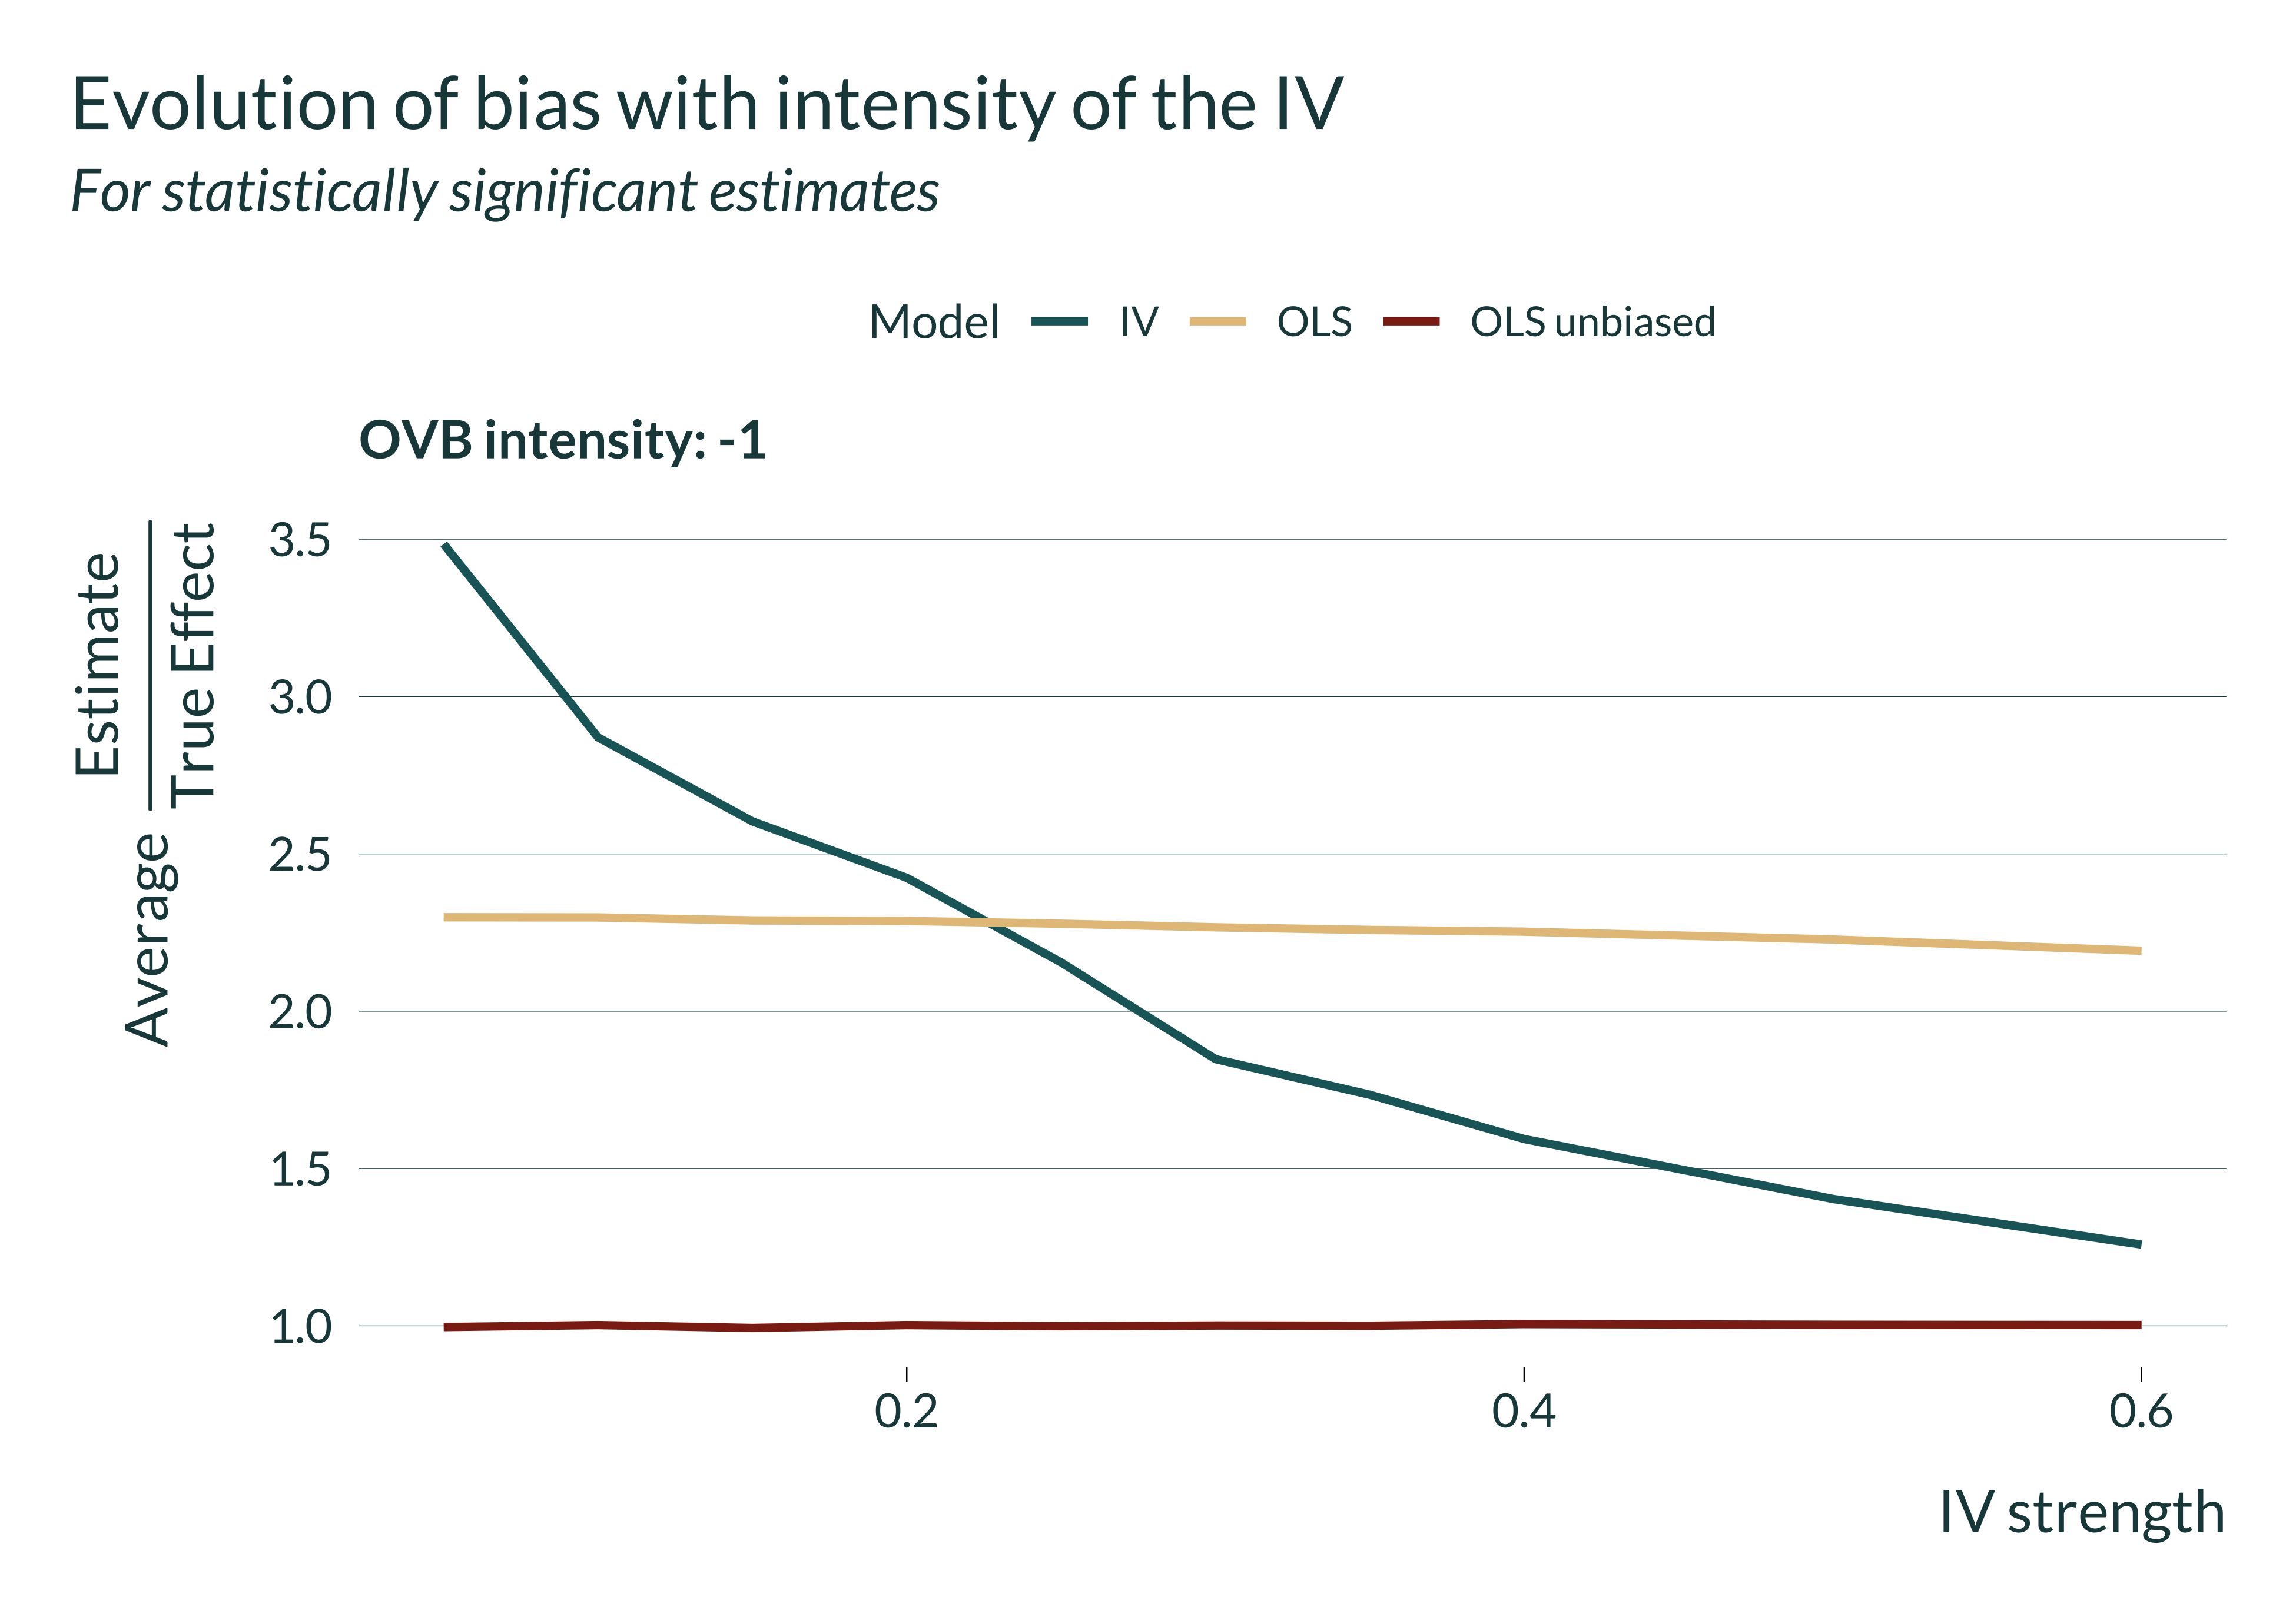 Evolution of bias with intensity of the IV
For statistically significant estimates
Model IV OLS OLS unbiased
OVB intensity: -1
Average Estimate
True Effect
3.5
3.0
2.5
2.0
1.5
1.0
0.2 0.4 0.6
IV strength